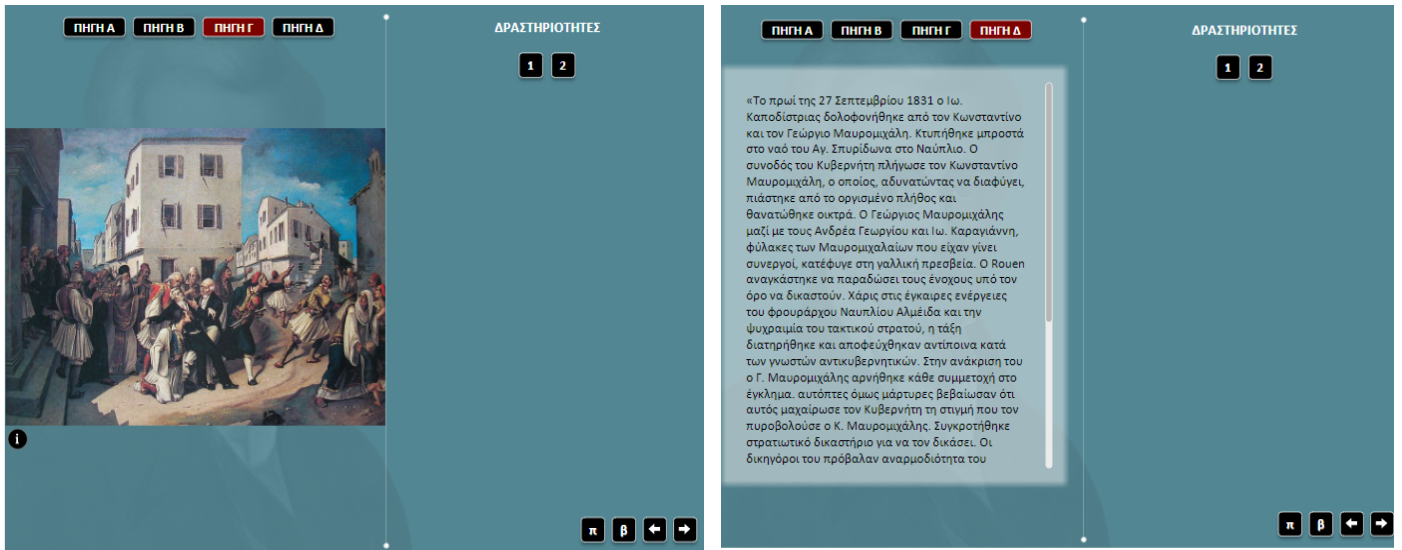 ΠΗΓΗ Α ΠΗΓΗ Β ΠΗΓΗ Γ ΠΗΓΗ Δ
ΔΡΑΣΤΗΡΙΟΤΗΤΕΣ
1 2
i
π β
ΠΗΓΗ Α ΠΗΓΗ Β ΠΗΓΗ Γ ΠΗΓΗ Δ
«Το πρωί της 27 Σεπτεμβρίου 1831 ο Ιω.
Καποδίστριας δολοφονήθηκε από τον Κωνσταντίνο
και τον Γεώργιο Μαυρομιχάλη. Κτυπήθηκε μπροστά
στο ναό του Αγ. Σπυρίδωνα στο Ναύπλιο. Ο
συνοδός του Κυβερνήτη πλήγωσε τον Κωνσταντίνο
Μαυρομιχάλη, ο οποίος, αδυνατώντας να διαφύγει,
πιάστηκε από το οργισμένο πλήθος και
θανατώθηκε οικτρά. Ο Γεώργιος Μαυρομιχάλης
μαζί με τους Ανδρέα Γεωργίου και Ιω. Καραγιάννη,
φύλακες των Μαυρομιχαλαίων που είχαν γίνει
συνεργοί, κατέφυγε στη γαλλική πρεσβεία. Ο Rouen
αναγκάστηκε να παραδώσει τους ένοχους υπό τον
όρο να δικαστούν. Χάρις στις έγκαιρες ενέργειες
του φρουράρχου Ναυπλίου Αλμέιδα και την
ψυχραιμία του τακτικού στρατού, η τάξη
διατηρήθηκε και αποφεύχθηκαν αντίποινα κατά
των γνωστών αντικυβερνητικών. Στην ανάκριση του
ο Γ. Μαυρομιχάλης αρνήθηκε κάθε συμμετοχή στο
έγκλημα. αυτόπτες όμως μάρτυρες βεβαίωσαν ότι
αυτός μαχαίρωσε τον Κυβερνήτη τη στιγμή που τον
πυροβολούσε ο Κ. Μαυρομιχάλης. Συγκροτήθηκε
στρατιωτικό δικαστήριο για να τον δικάσει. Οι
δικηγόροι του πρόβαλαν αναρμοδιότητα του
ΔΡΑΣΤΗΡΙΟΤΗΤΕΣ
1 2
π β